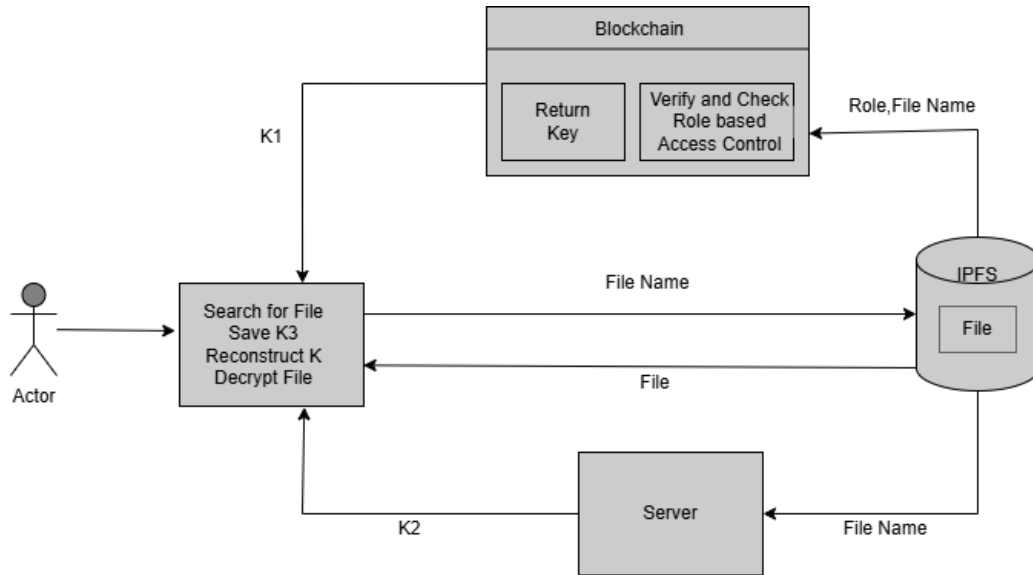 Blockchain
Return
Key
Verify and Check
Role based
Access Control
Role,File Name
K1
IPFS
File
File Name
Search for File
Save K3
Reconstruct K
Decrypt File
File
Actor
Server
K2
File Name